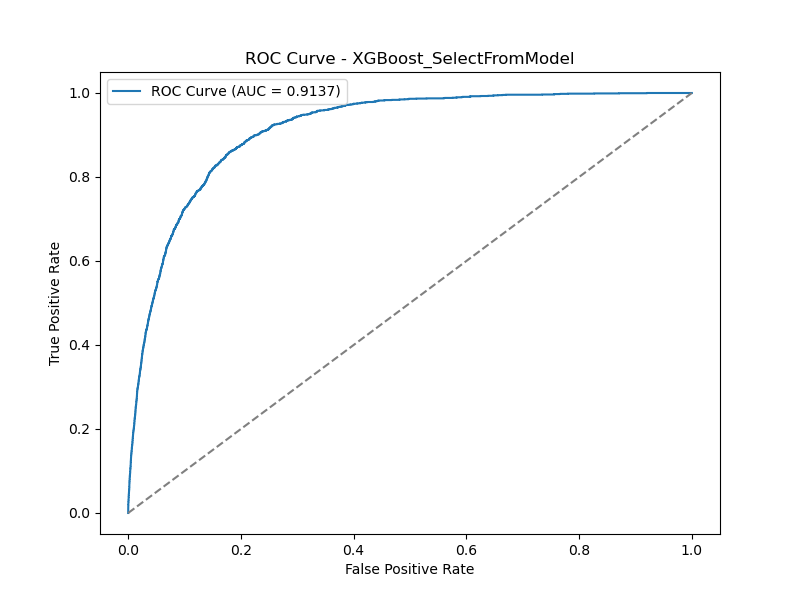 ROC Curve - XGBoost_SelectFromModel
ROC Curve (AUC = 0.9137)
True Positive Rate
1.0
0.8
0.6
0.4
0.2
0.0
0.0 0.2 0.4 0.6 0.8 1.0
False Positive Rate